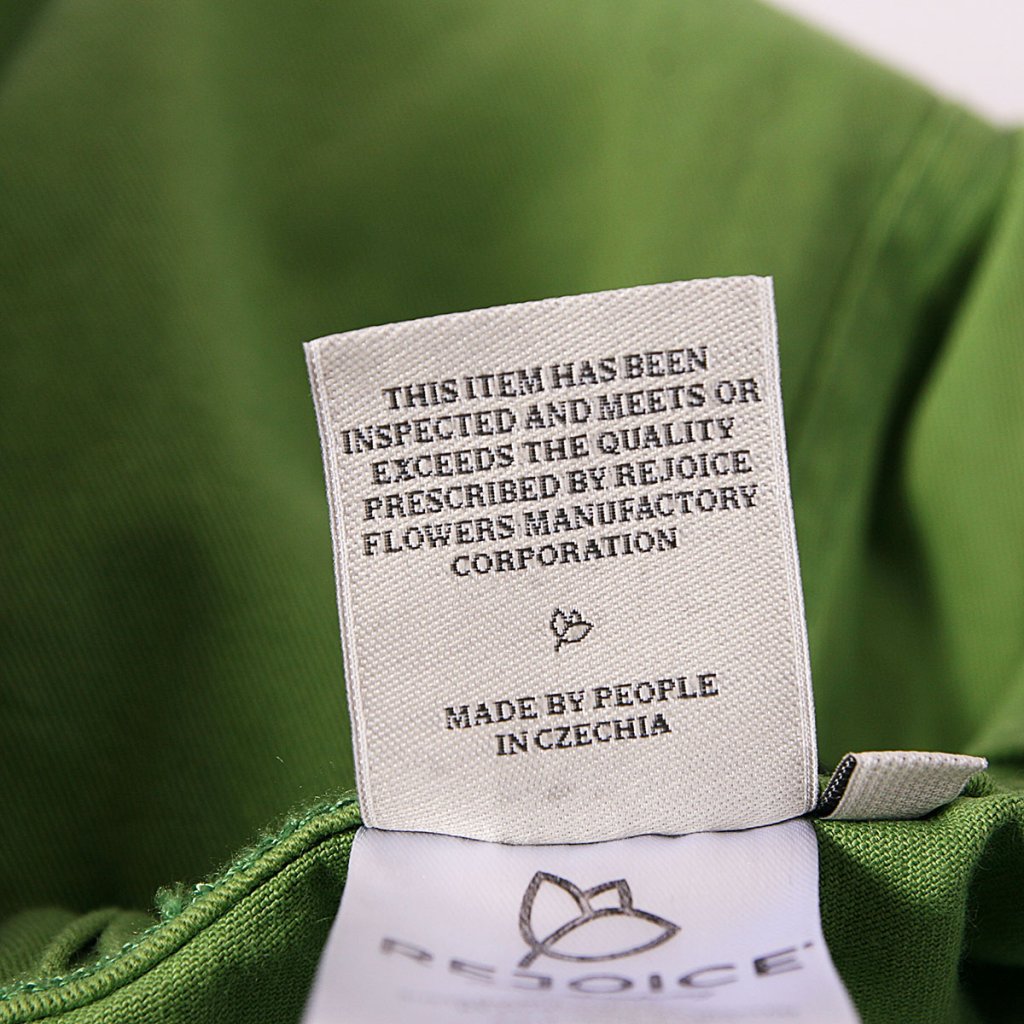 THIS ITEM HAS BEEN
INSPECTED AND MEETS OR
EXCEEDS THE QUALITY
PRESCRIBED BY REJOICE
FLOWERS MANUFACTORY
CORPORATION
MADE BY PEOPLE
IN CZECHIA
REJOICE